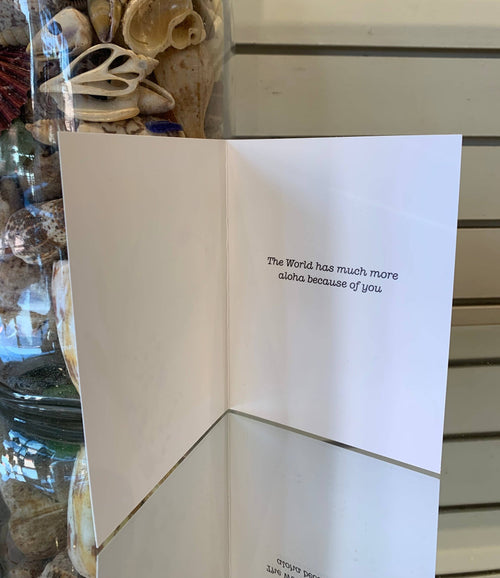 The World has much more
aloha because of you